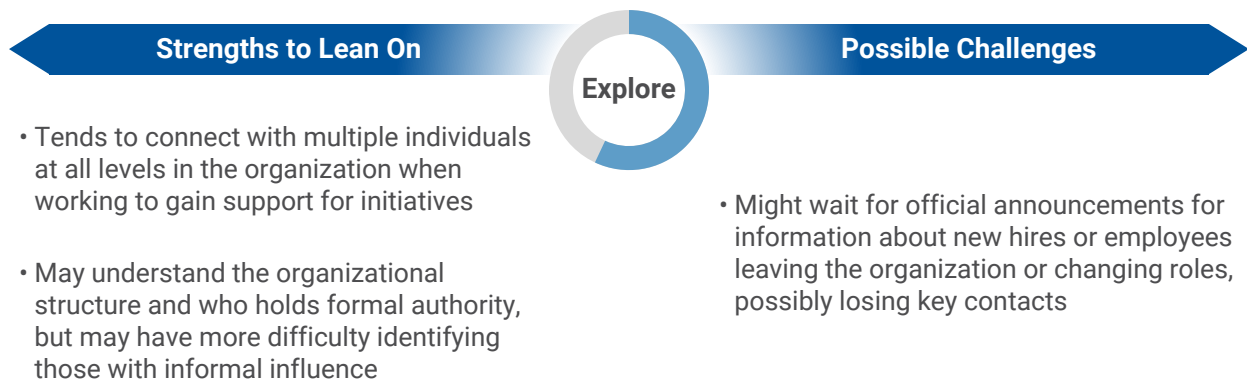 Strengths to Lean On
Explore
Possible Challenges
• Tends to connect with multiple individuals
at all levels in the organization when
working to gain support for initiatives
• May understand the organizational
structure and who holds formal authority,
but may have more difficulty identifying
those with informal influence
• Might wait for official announcements for
information about new hires or employees
leaving the organization or changing roles,
possibly losing key contacts